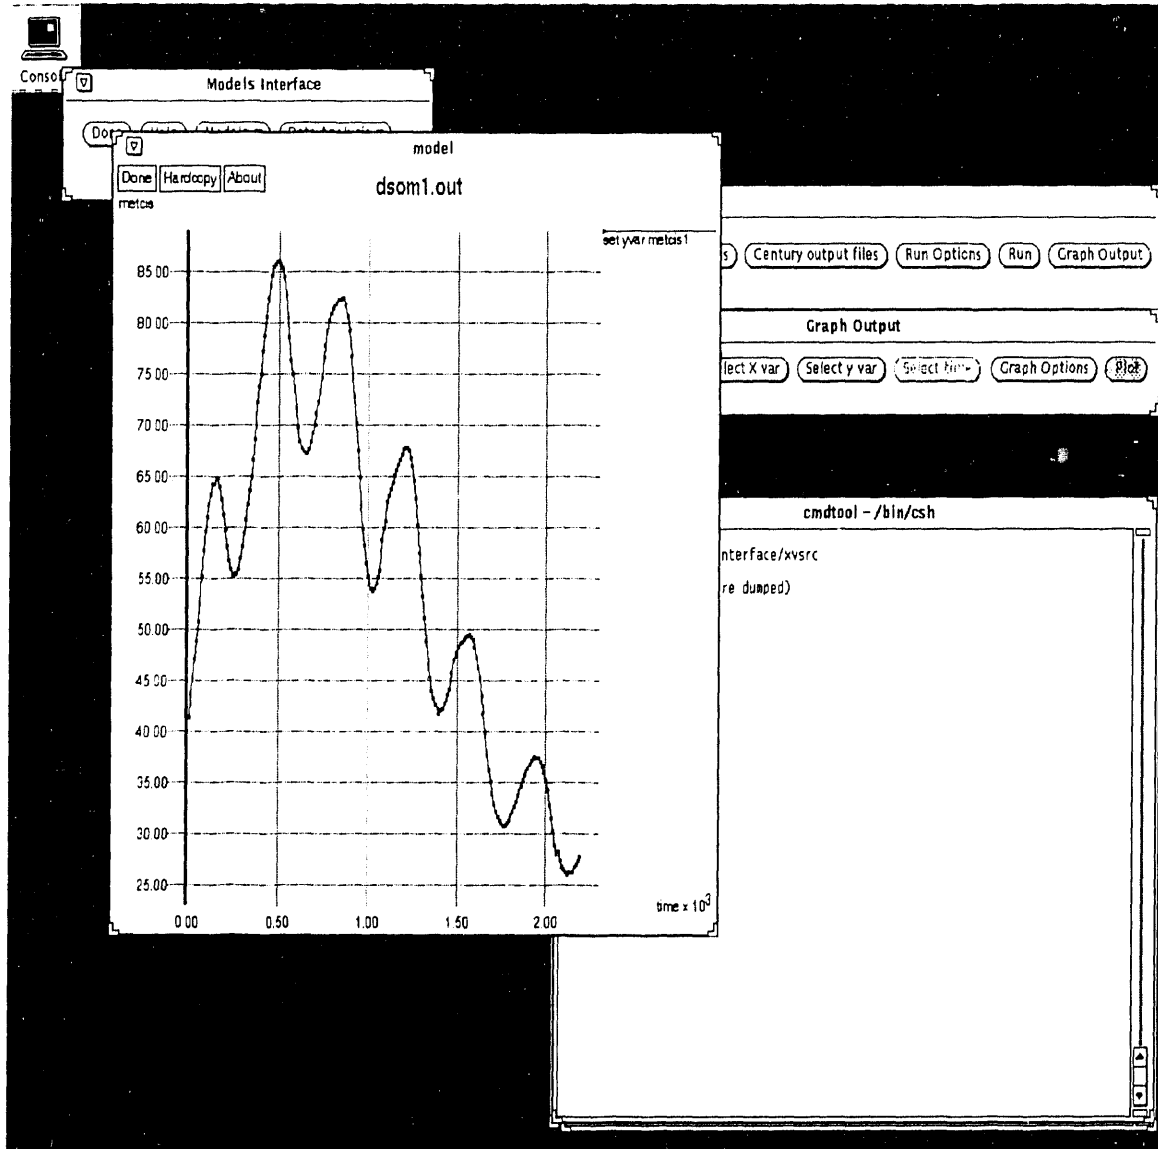 Conso
Models Interface
model
Done Hardcopy About
dsom1.out
metcis
set yvar metcis1
85.00
80.00
75.00
70.00
65.00
60.00
55.00
50.00
45.00
40.00
35.00
30.00
25.00
0.00 0.50 1.00 1.50 2.00
time x 10³
s) Century output files Run Options Run Graph Output
Graph Output
lect X var Select y var Select time Graph Options Plot
cmdtool - /bin/csh
nterface/xvsrc
re dumped)